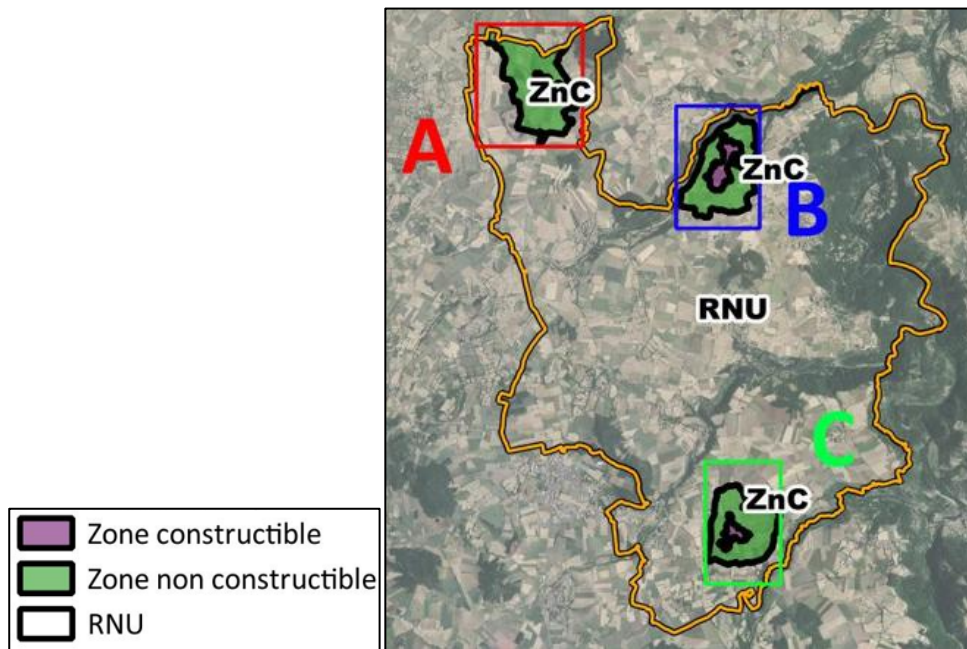 ZnC
A
ZnC
B
RNU
C
ZnC
Zone constructible
Zone non constructible
RNU